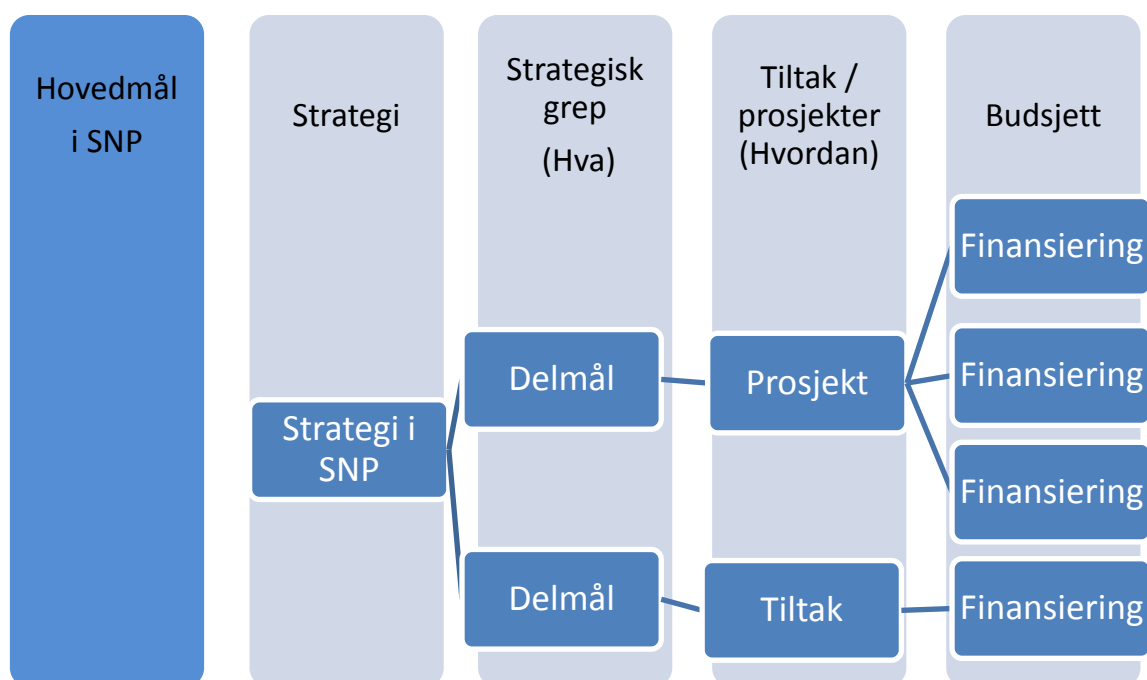 Hovedmål
i SNP
Strategi
Strategisk
grep
(Hva)
Tiltak /
prosjekter
(Hvordan)
Budsjett
Strategi i
SNP
Delmål
Delmål
Prosjekt
Tiltak
Finansiering
Finansiering
Finansiering
Finansiering